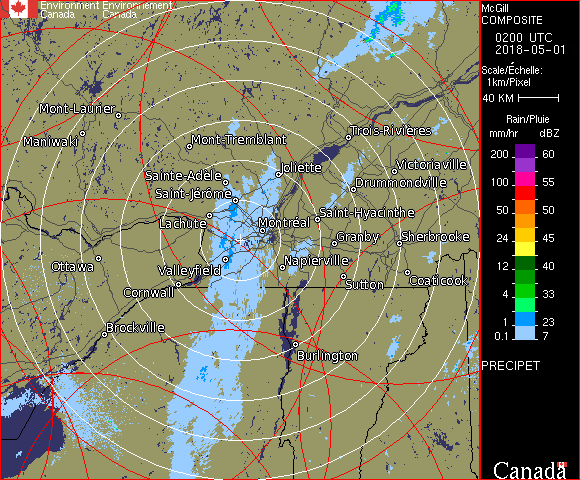 Environment Environnement
Canada Canada
Mont-Laurier
Maniwaki
Mont-Tremblant
Trois-Rivières
Joliette
Victoriaville
Sainte-Adèle
Drummondville
Saint-Jérôme
Saint-Hyacinthe
Lachute
Montréal
Granby
Sherbrooke
Ottawa
Napierville
Valleyfield
Sutton
Coaticook
Cornwall
Brockville
Burlington
McGill
COMPOSITE
0200 UTC
2018-05-01
Scale/Échelle:
1km/Pixel
40 KM
Rain/Pluie
mm/hr dBZ
200 60
100 55
50 50
24 45
12 40
4 33
1 23
0.1 7
PRECIPET
Canada